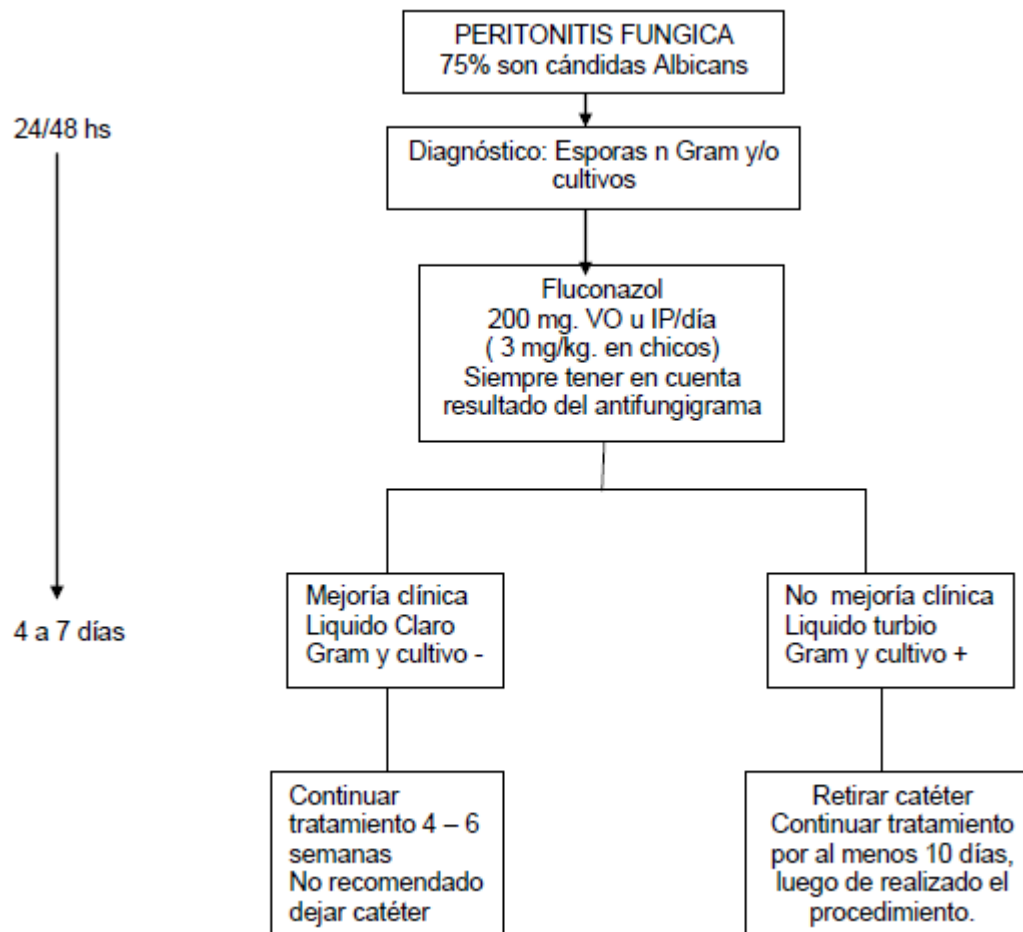 PERITONITIS FUNGICA
75% son cándidas Albicans
24/48 hs
Diagnóstico: Esporas n Gram y/o
cultivos
Fluconazol
200 mg. VO u IP/día
( 3 mg/kg. en chicos)
Siempre tener en cuenta
resultado del antifungigrama
4 a 7 días
Mejoría clínica
Liquido Claro
Gram y cultivo -
No mejoría clínica
Liquido turbio
Gram y cultivo +
Continuar
tratamiento 4 – 6
semanas
No recomendado
dejar catéter
Retirar catéter
Continuar tratamiento
por al menos 10 días,
luego de realizado el
procedimiento.